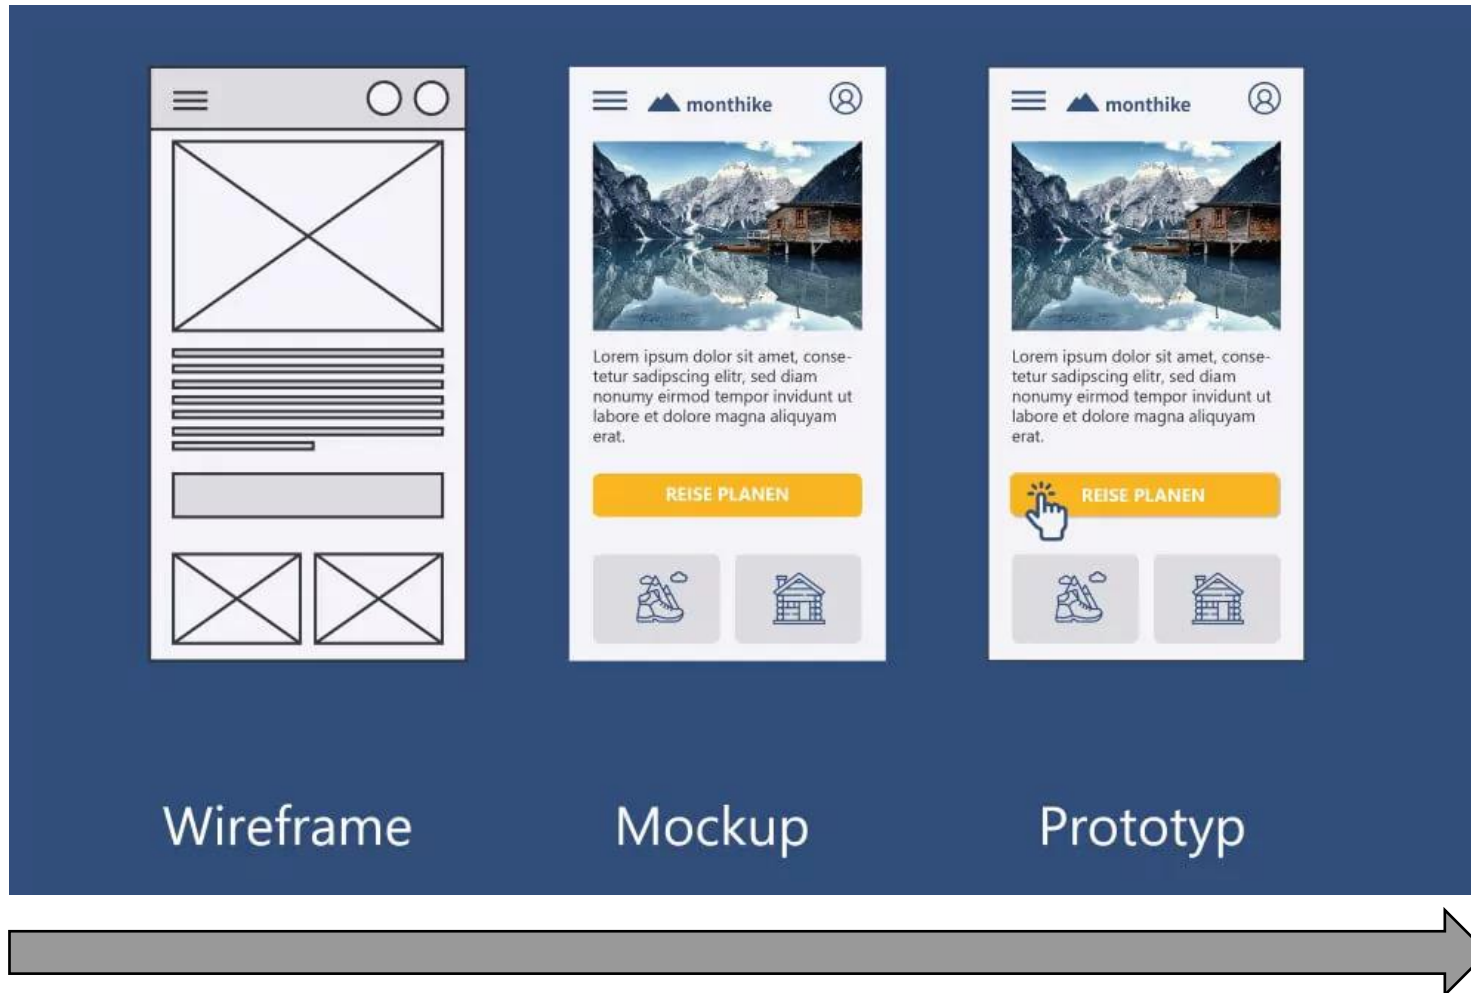 monthike
Lorem ipsum dolor sit amet, conse-
tetur sadipscing elitr, sed diam
nonumy eirmod tempor invidunt ut
labore et dolore magna aliquyam
erat.
REISE PLANEN
monthike
Lorem ipsum dolor sit amet, conse-
tetur sadipscing elitr, sed diam
nonumy eirmod tempor invidunt ut
labore et dolore magna aliquyam
erat.
REISE PLANEN
Wireframe
Mockup
Prototyp